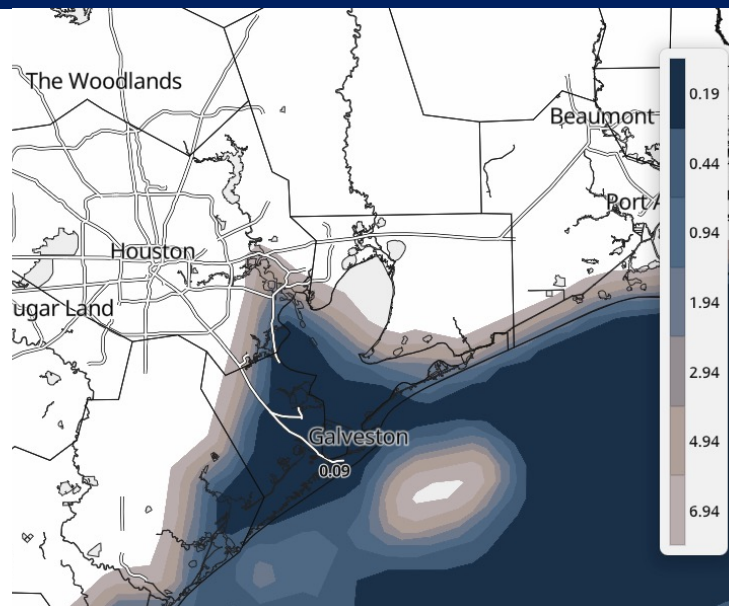 The Woodlands
Beaumont
Port A
Houston
ugar Land
Galveston
0.09
0.19
0.44
0.94
1.94
2.94
4.94
6.94